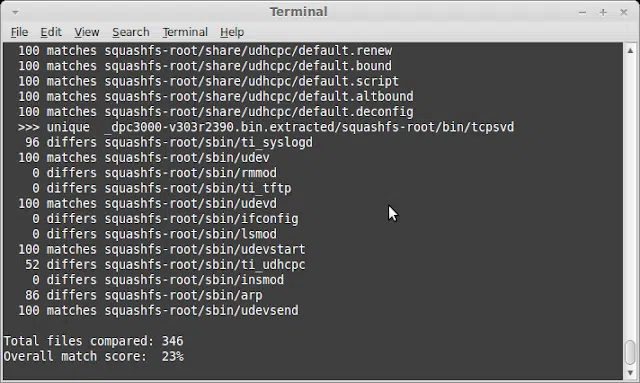 Terminal
File Edit View Search Terminal Help
100 matches squashfs-root/share/udhcpc/default.renew
100 matches squashfs-root/share/udhcpc/default.bound
100 matches squashfs-root/share/udhcpc/default.script
100 matches squashfs-root/share/udhcpc/default.altbound
100 matches squashfs-root/share/udhcpc/default.deconfig
>>> unique  _dpc3000-v303r2390.bin.extracted/squashfs-root/bin/tcpsvd
96 differs squashfs-root/sbin/ti_syslogd
100 matches squashfs-root/sbin/udev
0 differs squashfs-root/sbin/rmmod
0 differs squashfs-root/sbin/ti_tftp
100 matches squashfs-root/sbin/udevd
0 differs squashfs-root/sbin/ifconfig
0 differs squashfs-root/sbin/lsmod
100 matches squashfs-root/sbin/udevstart
52 differs squashfs-root/sbin/ti_udhcpc
0 differs squashfs-root/sbin/insmod
86 differs squashfs-root/sbin/arp
100 matches squashfs-root/sbin/udevsend
Total files compared: 346
Overall match score:  23%